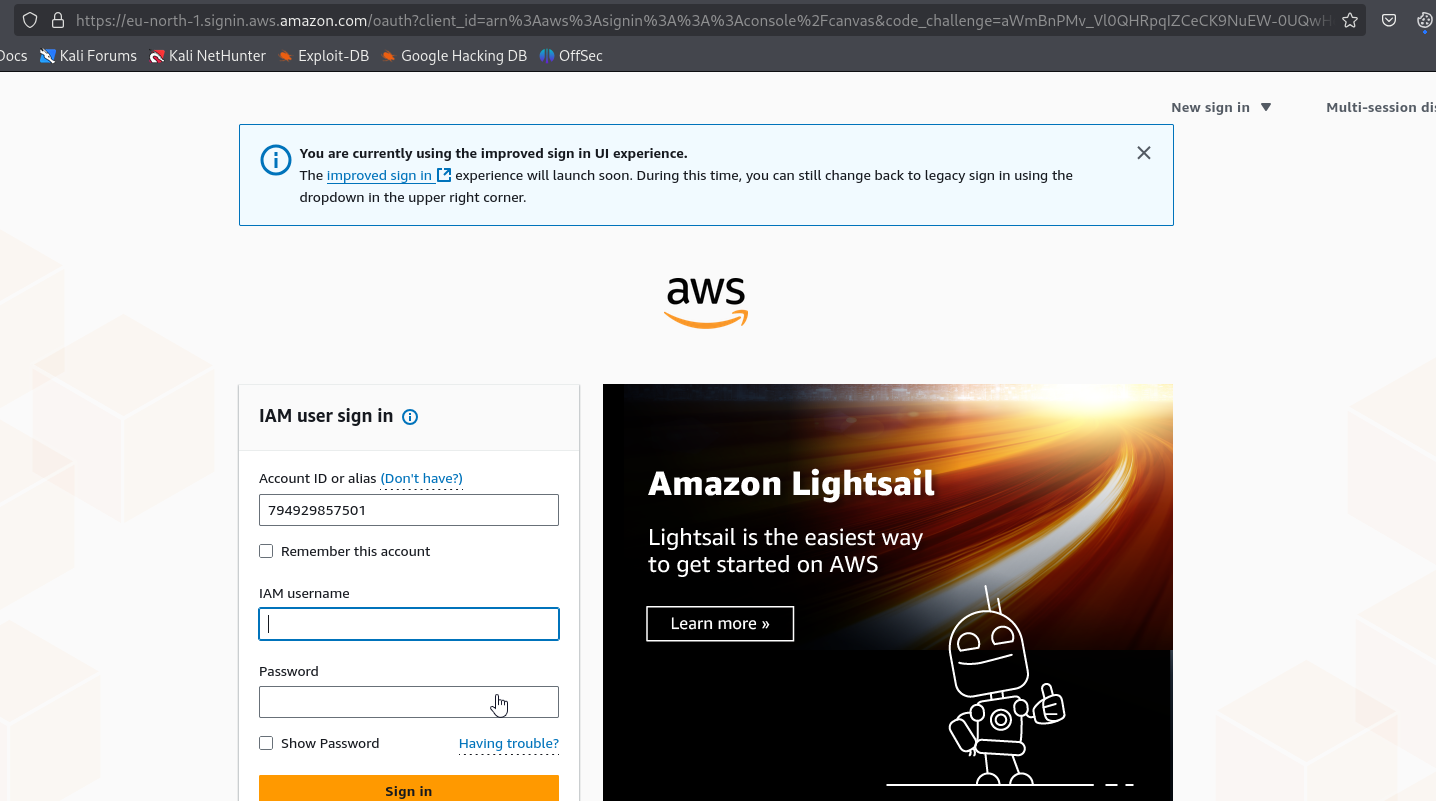 https://eu-north-1.signin.aws.amazon.com/oauth?client_id=arn%3Aaws%3Asignin%3A%3A%3Aconsole%2Fcanvas&code_challenge=aWmBnPMv_Vl0QHRpqIZCeCK9NuEW-0UQwH
Docs Kali Forums Kali NetHunter Exploit-DB Google Hacking DB OffSec
New sign in Multi-session dis
You are currently using the improved sign in UI experience.
The improved sign in experience will launch soon. During this time, you can still change back to legacy sign in using the
dropdown in the upper right corner.
aws
IAM user sign in
Account ID or alias (Don't have?)
794929857501
Remember this account
IAM username
Password
Show Password Having trouble?
Sign in
Amazon Lightsail
Lightsail is the easiest way
to get started on AWS
Learn more »